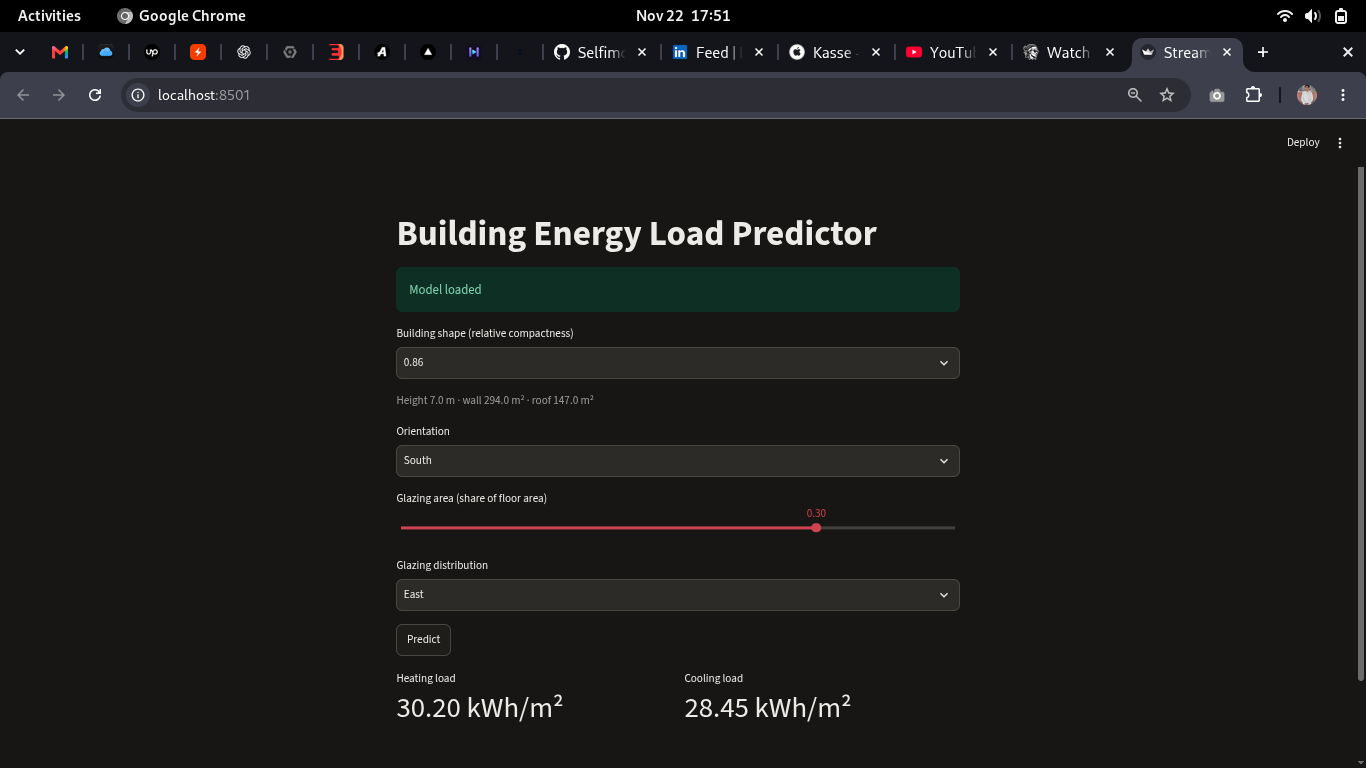 Activities Google Chrome Nov 22 17:51
Selfim Feed | Kasse - YouTu Watch Stream
localhost:8501
Deploy
Building Energy Load Predictor
Model loaded
Building shape (relative compactness)
0.86
Height 7.0 m · wall 294.0 m² · roof 147.0 m²
Orientation
South
Glazing area (share of floor area)
0.30
Glazing distribution
East
Predict
Heating load Cooling load
30.20 kWh/m² 28.45 kWh/m²